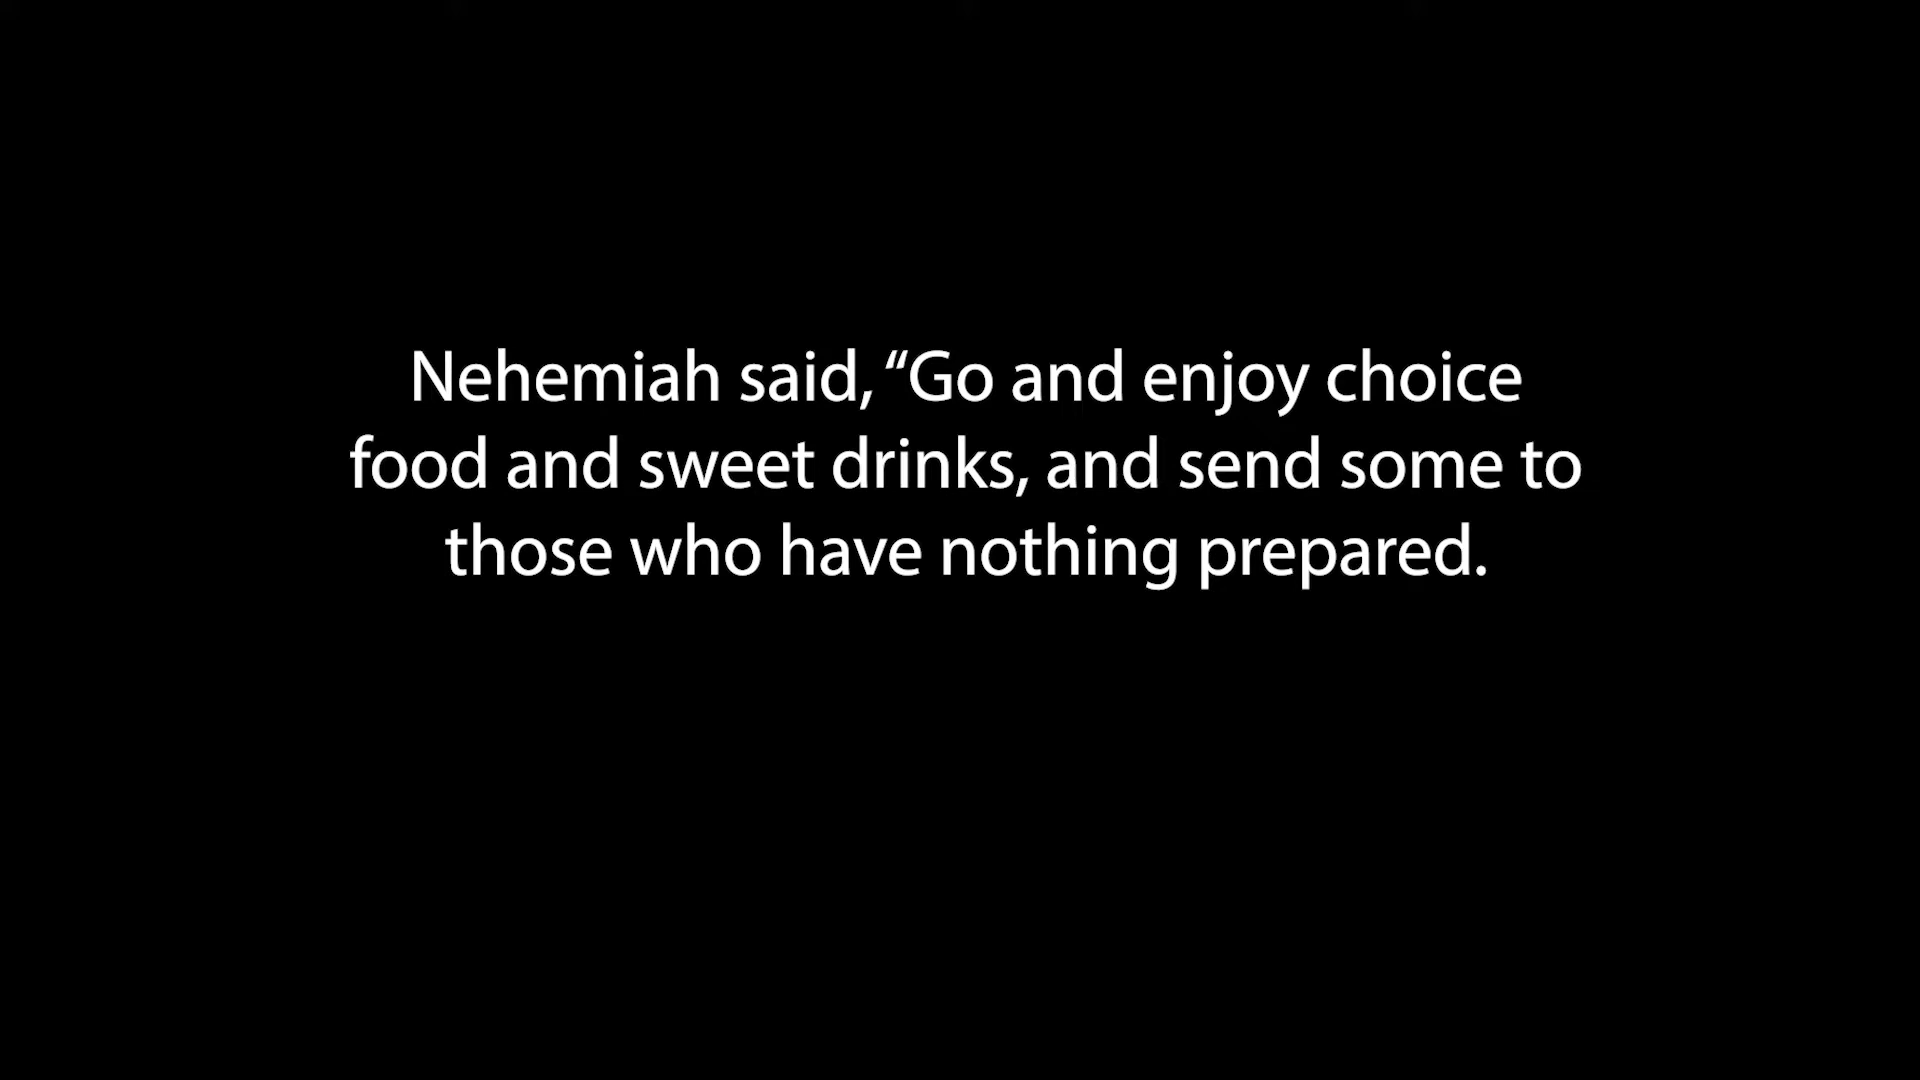 Nehemiah said, “Go and enjoy choice
food and sweet drinks, and send some to
those who have nothing prepared.